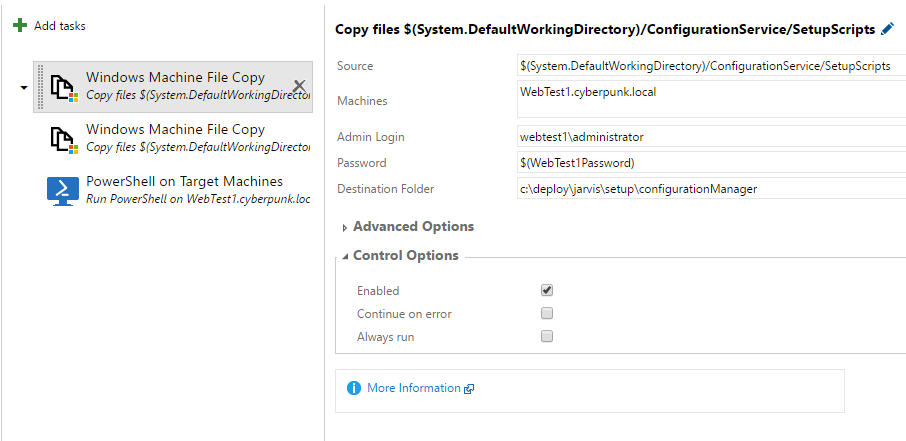 Add tasks
Windows Machine File Copy
Copy files $(System.DefaultWorkingDirector
Windows Machine File Copy
Copy files $(System.DefaultWorkingDirector
PowerShell on Target Machines
Run PowerShell on WebTest1.cyberpunk.loc
Copy files $(System.DefaultWorkingDirectory)/ConfigurationService/SetupScripts
Source $(System.DefaultWorkingDirectory)/ConfigurationService/SetupScripts
Machines WebTest1.cyberpunk.local
Admin Login webtest1\administrator
Password $(WebTest1Password)
Destination Folder c:\deploy\jarvis\setup\configurationManager
Advanced Options
Control Options
Enabled
Continue on error
Always run
More Information